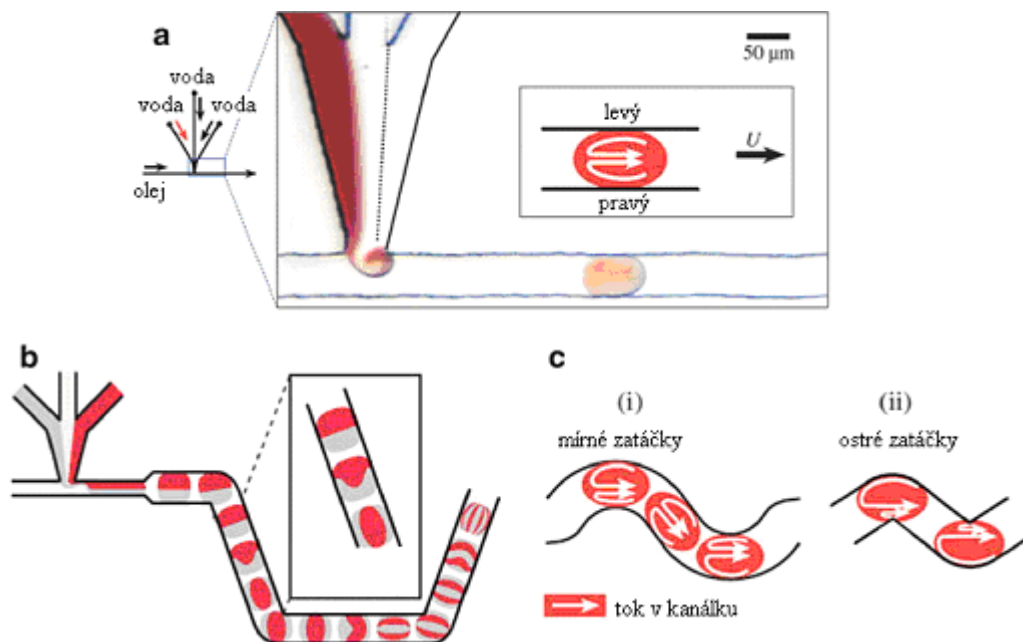 a
50 µm
voda
voda
voda
olej
levý
U
pravý
b
c
(i)
(ii)
mírné zatáčky
ostré zatáčky
tok v kanálku